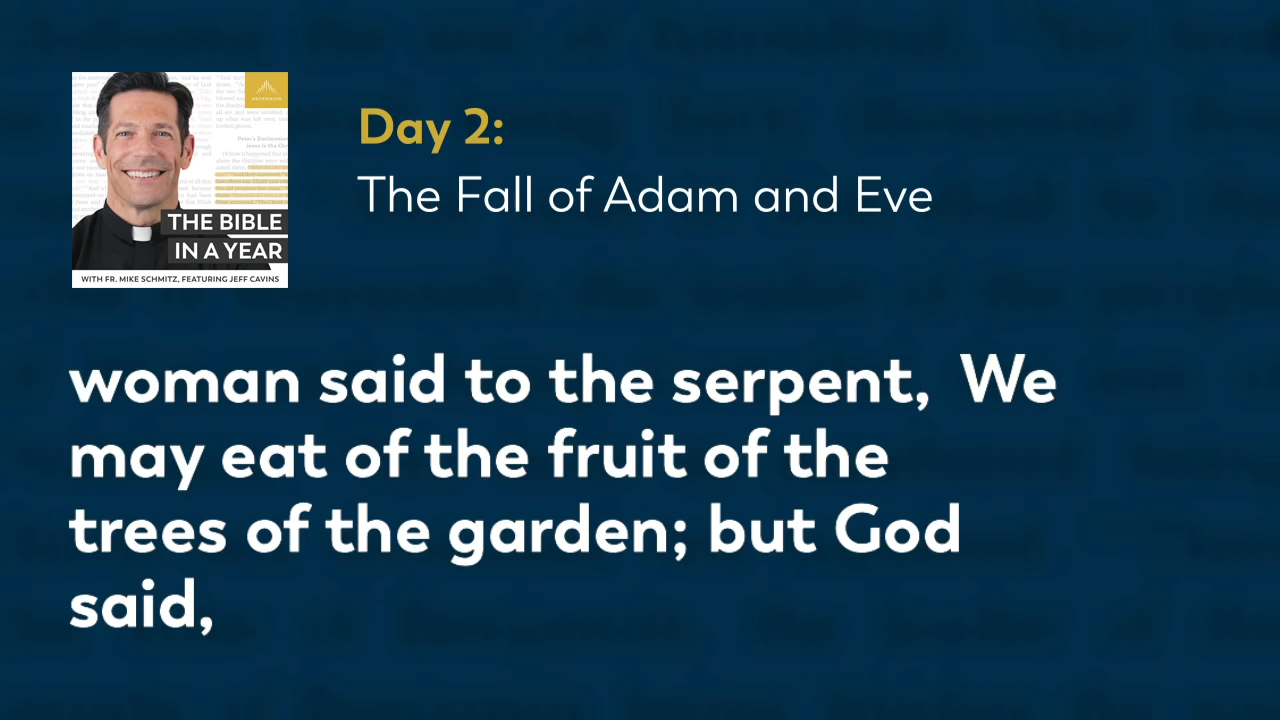 Day 2:
The Fall of Adam and Eve
ASCENSION
THE BIBLE
IN A YEAR
WITH FR. MIKE SCHMITZ, FEATURING JEFF CAVINS
woman said to the serpent, We
may eat of the fruit of the
trees of the garden; but God
said,